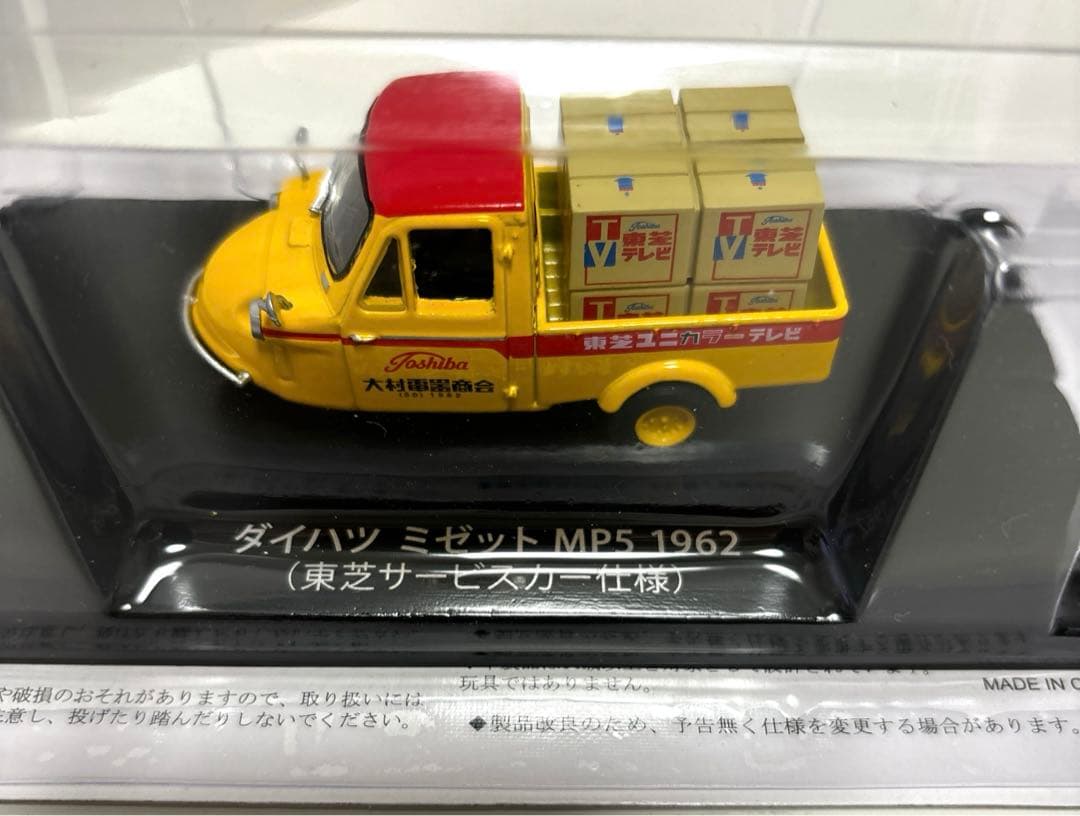 TV
Toshiba
東芝
テレビ
TV
Toshiba
東芝
テレビ
Toshiba
Toshiba
東芝ユニカラーテレビ
Toshiba
大村電器商会
ダイハツ ミゼット MP5 1962
(東芝サービスカー仕様)
や破損のおそれがありますので、取り扱いには
意し、投げたり踏んだりしないでください。
玩具ではありません。
◆製品改良のため、予告無く仕様を変更する場合があります。
MADE IN C